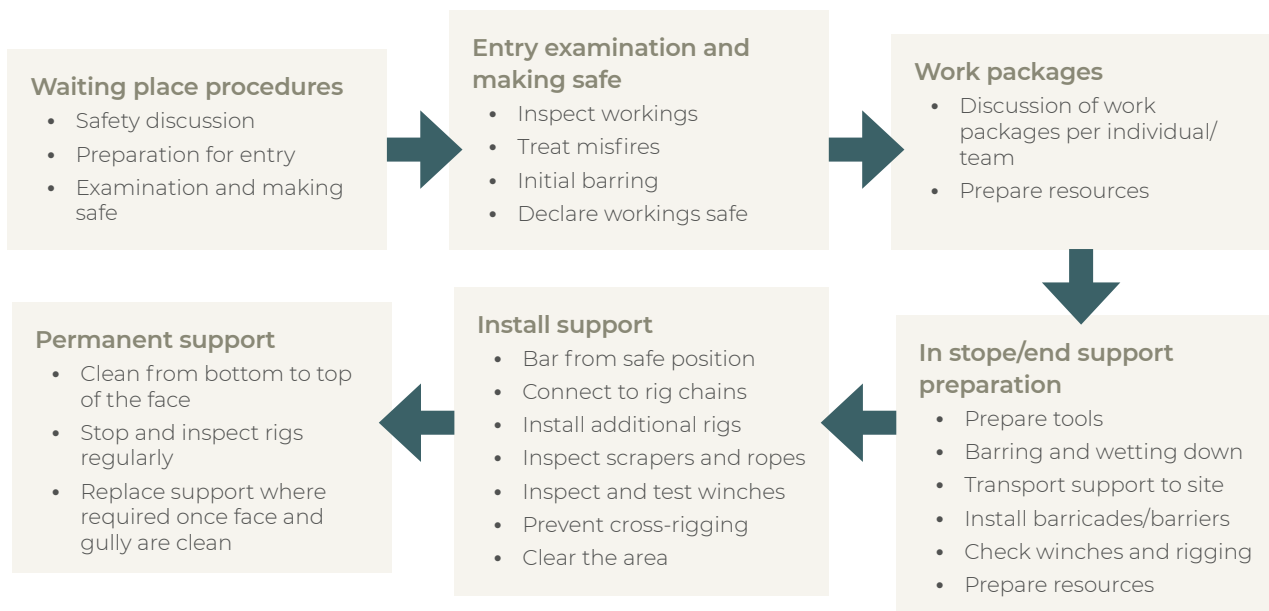 Waiting place procedures
• Safety discussion
• Preparation for entry
• Examination and making
safe
Entry examination and
making safe
• Inspect workings
• Treat misfires
• Initial barring
• Declare workings safe
Work packages
• Discussion of work
packages per individual/
team
• Prepare resources
In stope/end support
preparation
• Prepare tools
• Barring and wetting down
• Transport support to site
• Install barricades/barriers
• Check winches and rigging
• Prepare resources
Install support
• Bar from safe position
• Connect to rig chains
• Install additional rigs
• Inspect scrapers and ropes
• Inspect and test winches
• Prevent cross-rigging
• Clear the area
Permanent support
• Clean from bottom to top
of the face
• Stop and inspect rigs
regularly
• Replace support where
required once face and
gully are clean